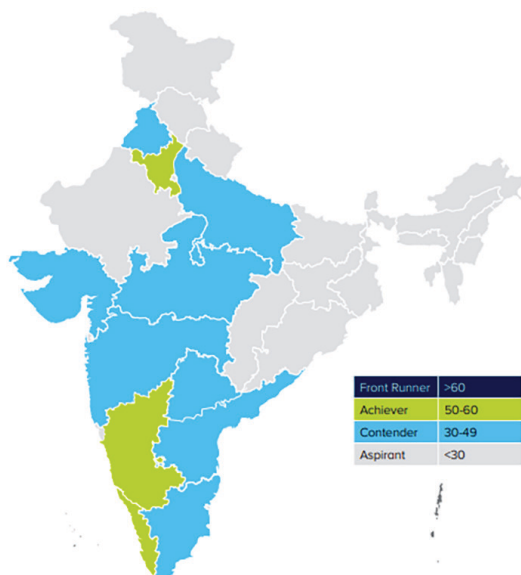 Front Runner >60
Achiever 50-60
Contender 30-49
Aspirant <30